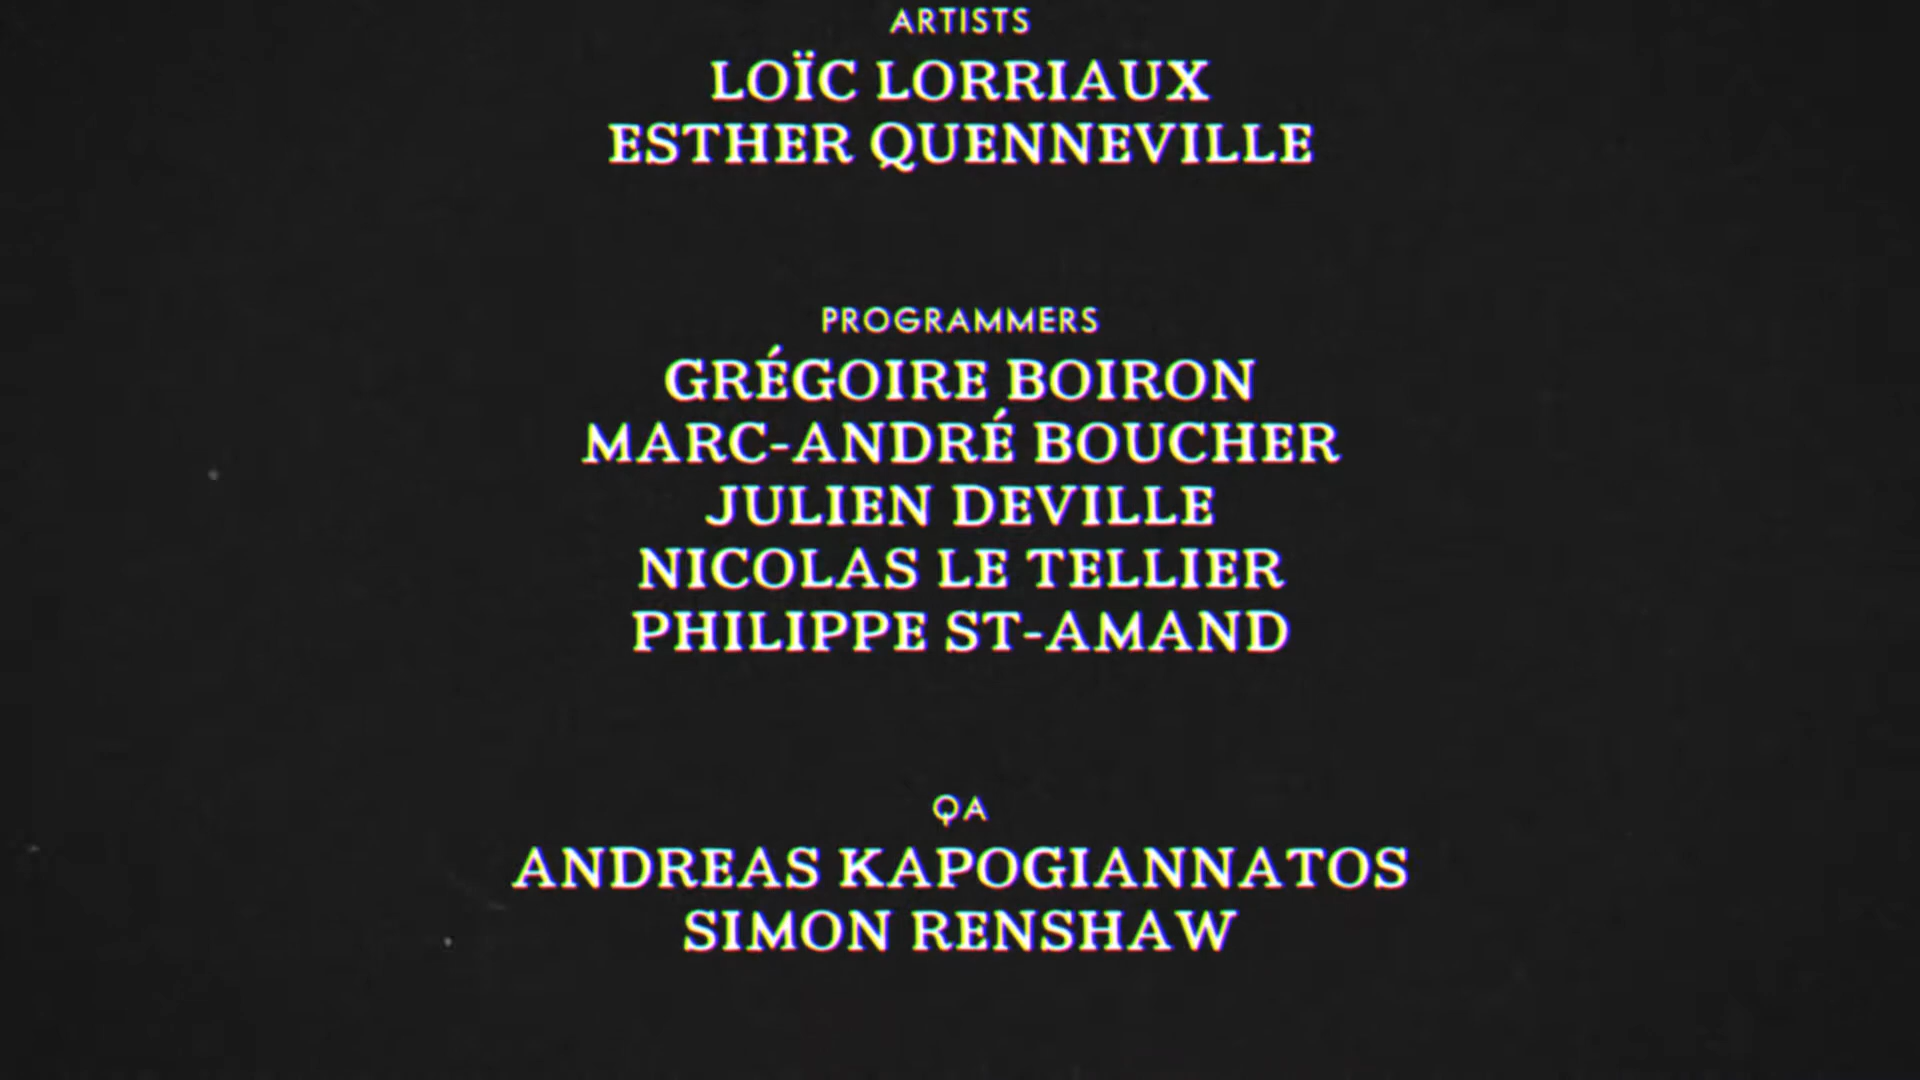 ARTISTS
LOÏC LORRIAUX
ESTHER QUENNEVILLE
PROGRAMMERS
GRÉGOIRE BOIRON
MARC-ANDRÉ BOUCHER
JULIEN DEVILLE
NICOLAS LE TELLIER
PHILIPPE ST-AMAND
QA
ANDREAS KAPOGIANNATOS
SIMON RENSHAW